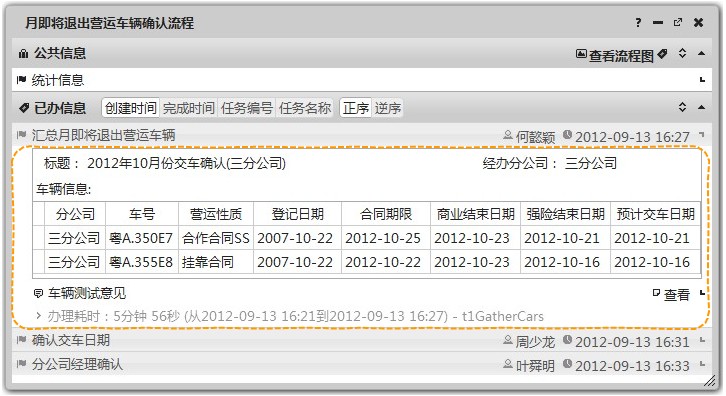 月即将退出营运车辆确认流程
公共信息 查看流程图
统计信息
已办信息 创建时间 完成时间 任务编号 任务名称 正序 逆序
汇总月即将退出营运车辆 何懿颖 2012-09-13 16:27
标题： 2012年10月份交车确认(三分公司) 经办分公司： 三分公司
车辆信息:
分公司 车号 营运性质 登记日期 合同期限 商业结束日期 强险结束日期 预计交车日期
三分公司 粤A.350E7 合作合同SS 2007-10-22 2012-10-25 2012-10-23 2012-10-21 2012-10-21
三分公司 粤A.355E8 挂靠合同 2007-10-22 2012-10-22 2012-10-23 2012-10-16 2012-10-16
车辆测试意见 查看
办理耗时：5分钟 56秒 (从2012-09-13 16:21到2012-09-13 16:27) - t1GatherCars
确认交车日期 周少龙 2012-09-13 16:31
分公司经理确认 叶舜明 2012-09-13 16:33